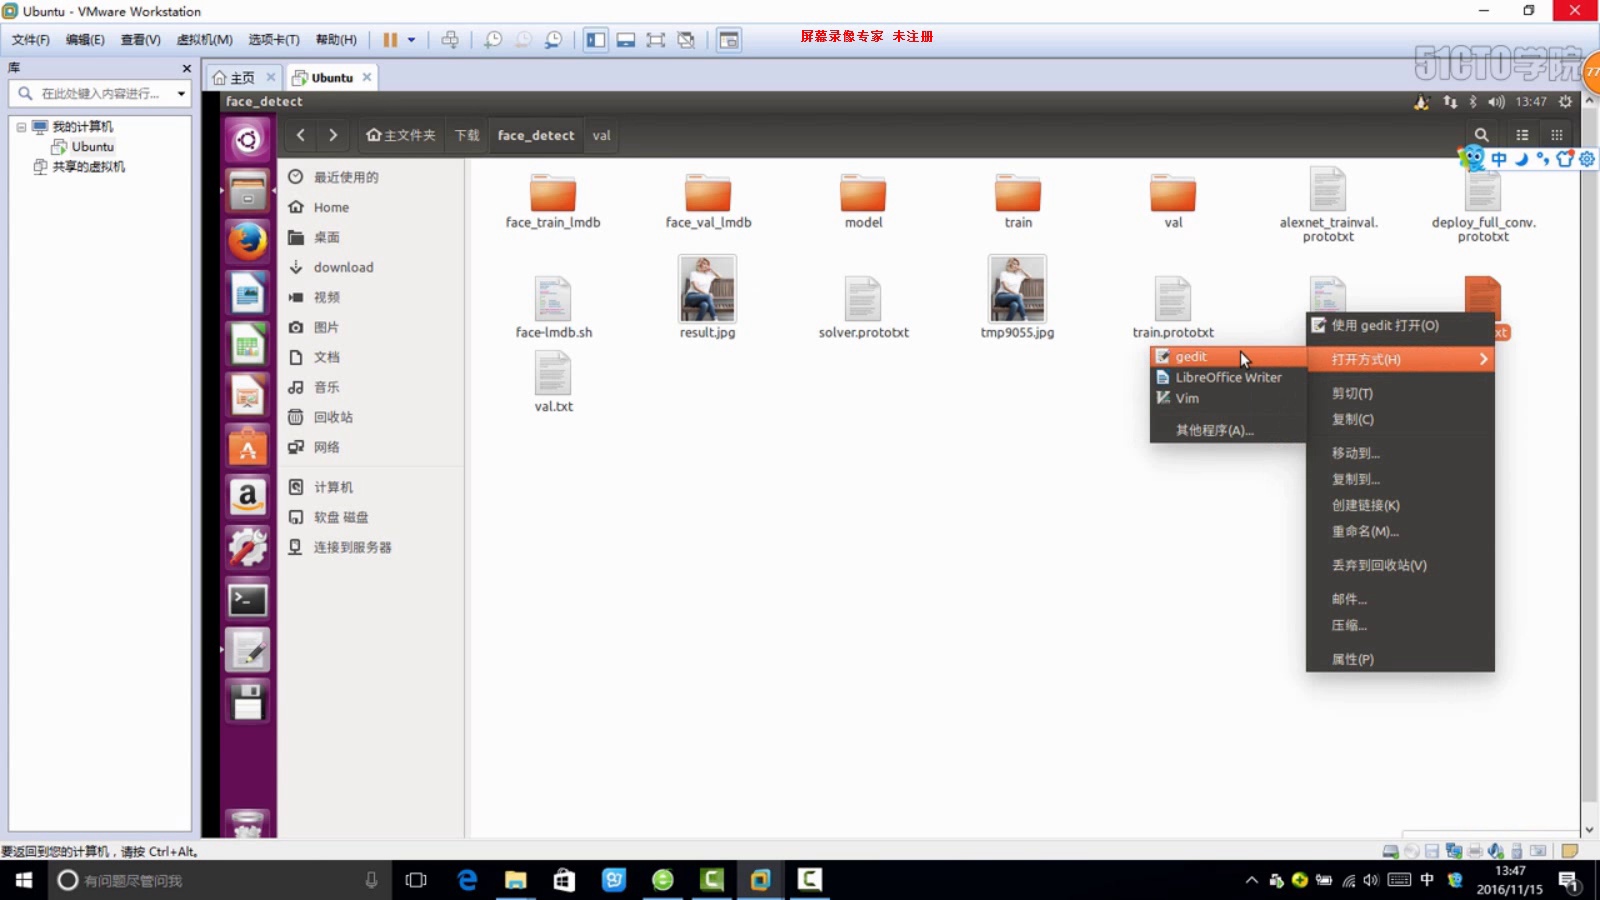 Ubuntu - VMware Workstation
文件(F) 编辑(E) 查看(V) 虚拟机(M) 选项卡(T) 帮助(H)
屏幕录像专家 未注册
51CTO学院
77
库
主页
Ubuntu
在此处键入内容进行...
我的计算机
Ubuntu
共享的虚拟机
face_detect
13:47
主文件夹 下载 face_detect val
中
最近使用的
Home
桌面
download
视频
图片
文档
音乐
回收站
网络
计算机
软盘 磁盘
连接到服务器
face_train_lmdb
face_val_lmdb
model
train
val
alexnet_trainval.
prototxt
deploy_full_conv.
prototxt
face-lmdb.sh
result.jpg
solver.prototxt
tmp9055.jpg
train.prototxt
xt
val.txt
使用 gedit 打开(O)
打开方式(H)
剪切(T)
复制(C)
移动到...
复制到...
创建链接(K)
重命名(M)...
丢弃到回收站(V)
邮件...
压缩...
属性(P)
gedit
LibreOffice Writer
Vim
其他程序(A)...
要返回到您的计算机，请按 Ctrl+Alt。
有问题尽管问我
中
13:47
2016/11/15
1